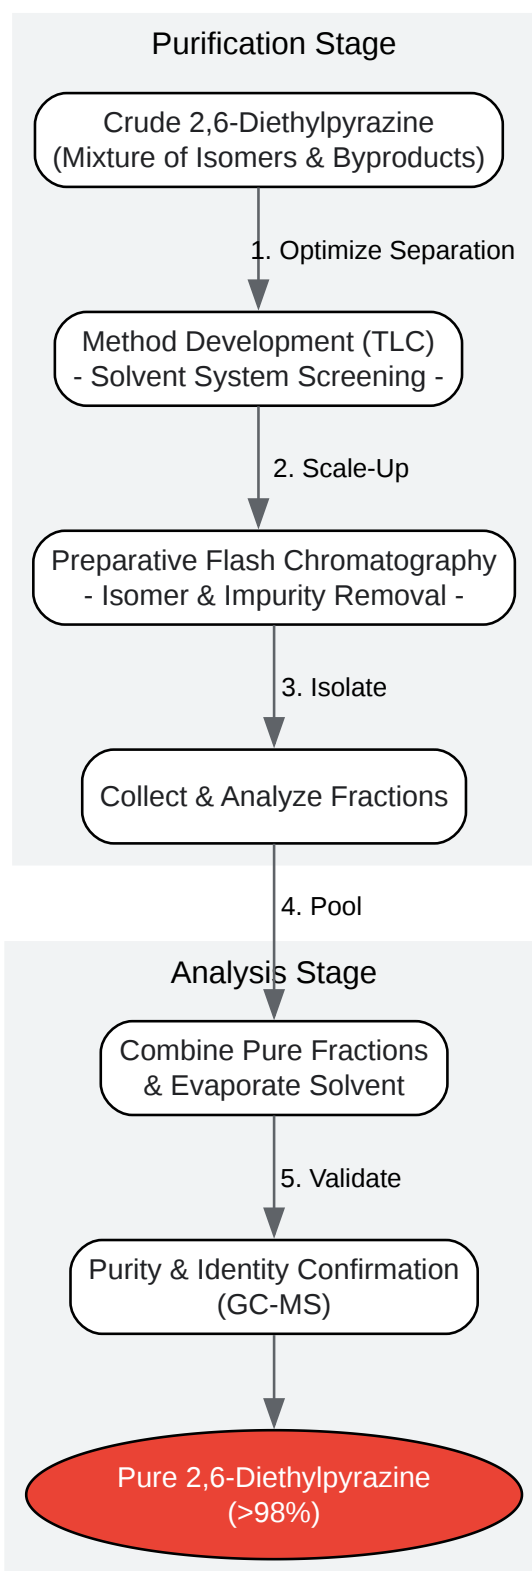 Purification Stage
Crude 2,6-Diethylpyrazine
(Mixture of Isomers & Byproducts)
1. Optimize Separation
Method Development (TLC)
- Solvent System Screening -
2. Scale-Up
Preparative Flash Chromatography
- Isomer & Impurity Removal -
3. Isolate
Collect & Analyze Fractions
4. Pool
Analysis Stage
Combine Pure Fractions
& Evaporate Solvent
5. Validate
Purity & Identity Confirmation
(GC-MS)
Pure 2,6-Diethylpyrazine
(>98%)